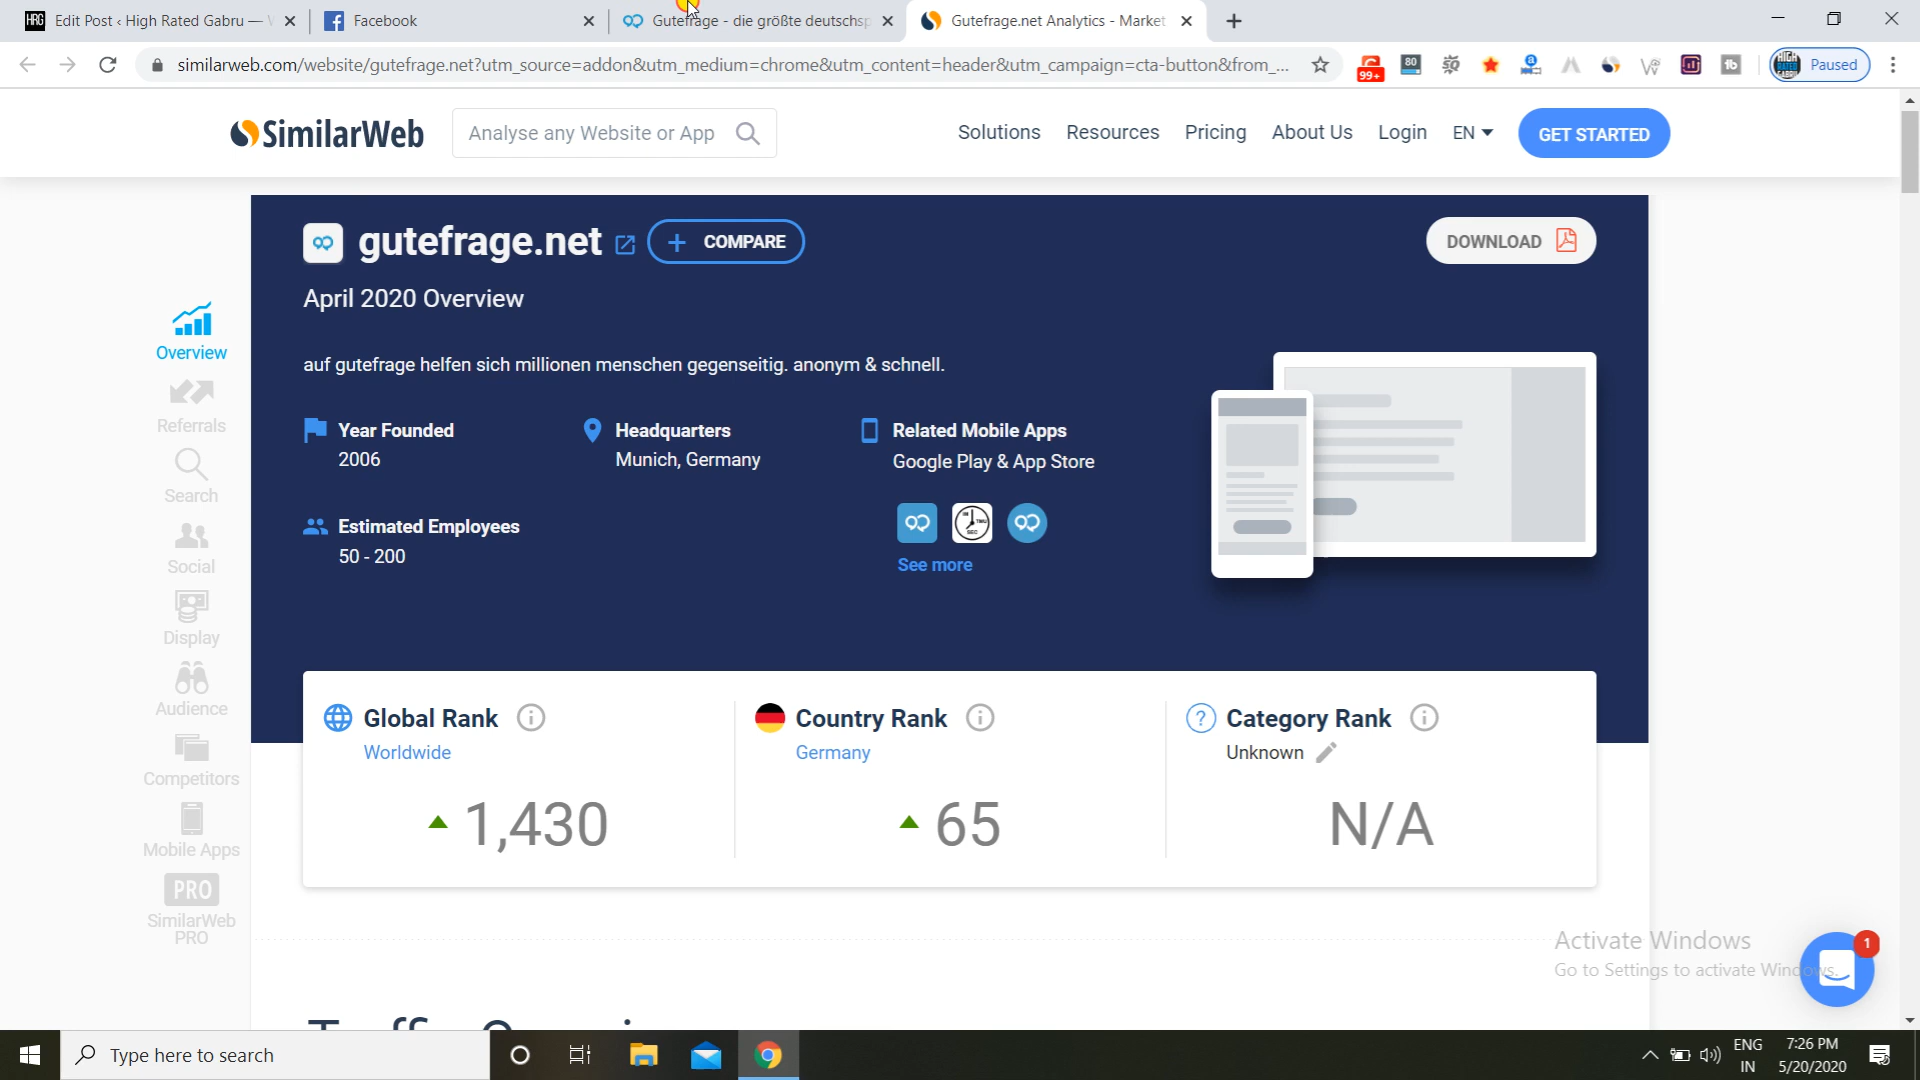 Edit Post ‹ High Rated Gabru —
Facebook
Gutefrage - die größte deutschsp
Gutefrage.net Analytics - Market
similarweb.com/website/gutefrage.net?utm_source=addon&utm_medium=chrome&utm_content=header&utm_campaign=cta-button&from_...
99+
80
Paused
SimilarWeb
Analyse any Website or App
Solutions
Resources
Pricing
About Us
Login
EN
GET STARTED
gutefrage.net
COMPARE
DOWNLOAD
April 2020 Overview
auf gutefrage helfen sich millionen menschen gegenseitig. anonym & schnell.
Year Founded
2006
Headquarters
Munich, Germany
Related Mobile Apps
Google Play & App Store
Estimated Employees
50 - 200
See more
Overview
Referrals
Search
Social
Display
Audience
Competitors
Mobile Apps
PRO
SimilarWeb
PRO
Global Rank
Worldwide
1,430
Country Rank
Germany
65
Category Rank
Unknown
N/A
Activate Windows
Go to Settings to activate Windows.
1
Type here to search
ENG
IN
7:26 PM
5/20/2020